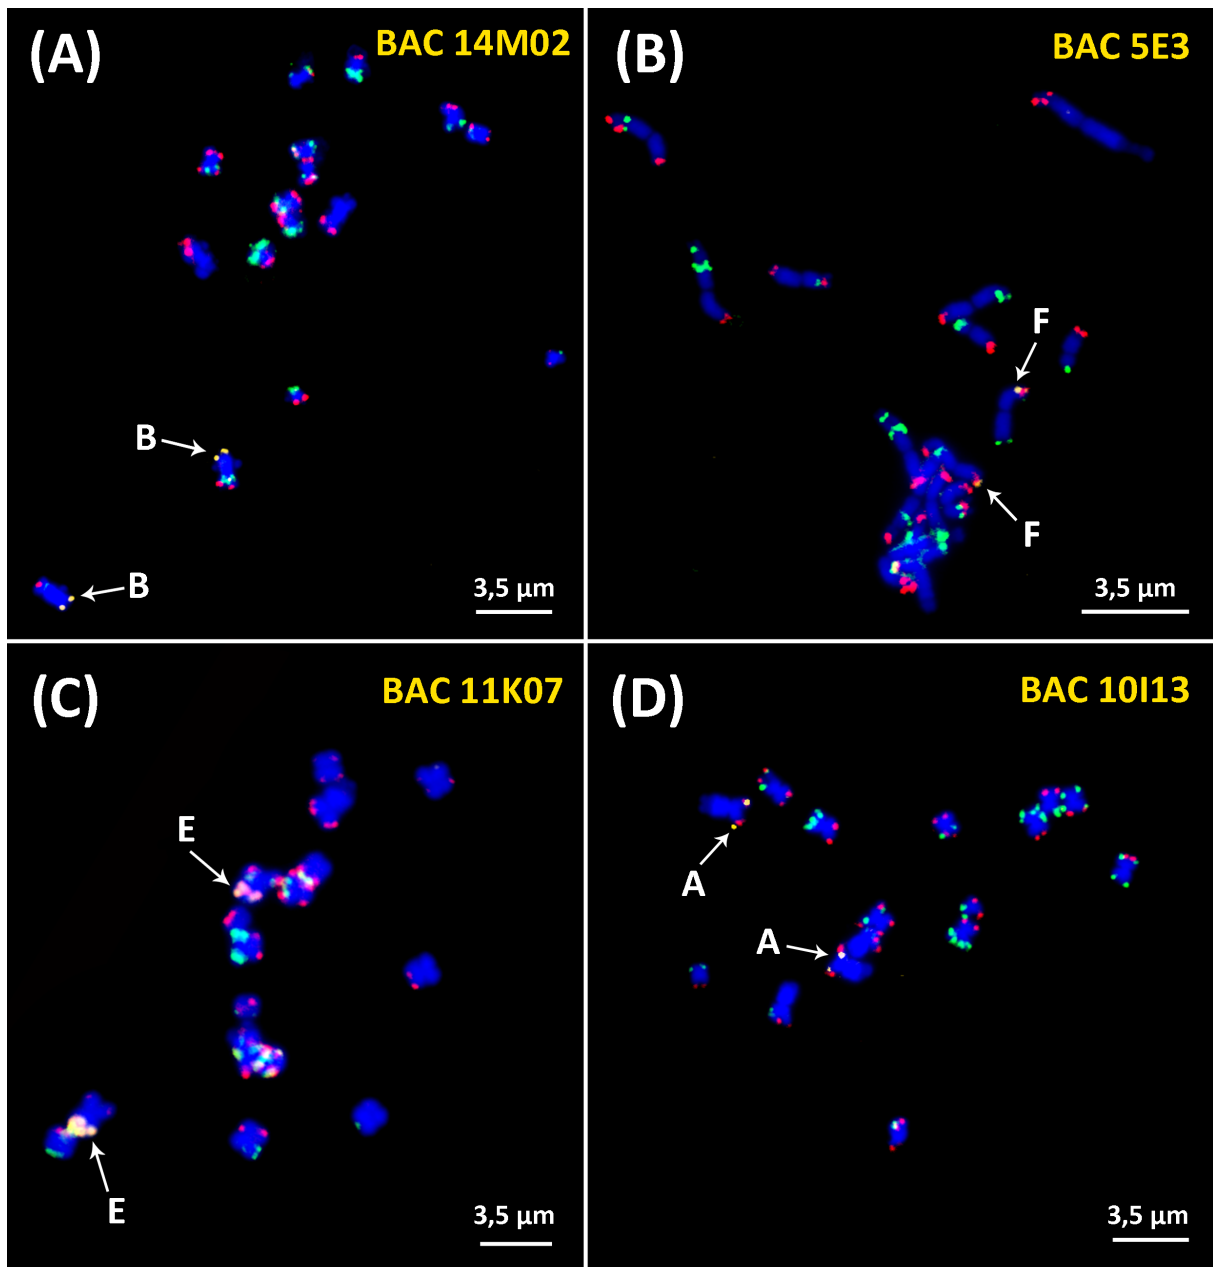 (A)
BAC 14M02
B
B
3,5 µm
(B)
BAC 5E3
F
F
3,5 µm
(C)
BAC 11K07
E
E
3,5 µm
(D)
BAC 10I13
A
A
3,5 µm